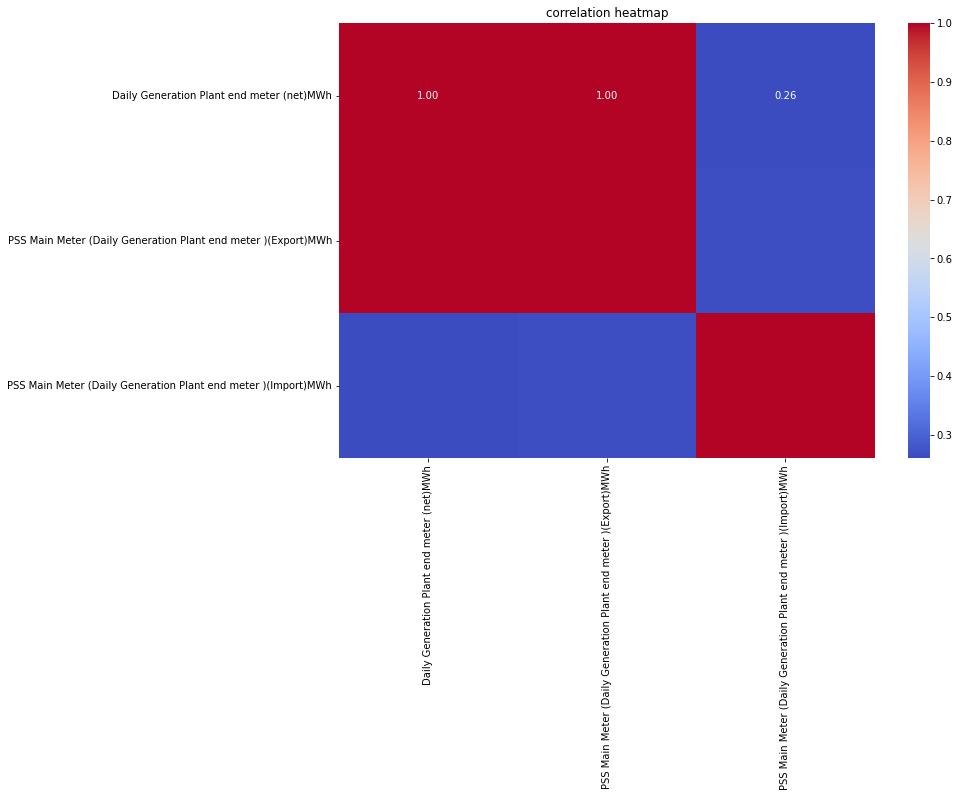 correlation heatmap
Daily Generation Plant end meter (net)MWh
1.00
1.00
0.26
PSS Main Meter (Daily Generation Plant end meter )(Export)MWh
PSS Main Meter (Daily Generation Plant end meter )(Import)MWh
Daily Generation Plant end meter (net)MWh
PSS Main Meter (Daily Generation Plant end meter )(Export)MWh
PSS Main Meter (Daily Generation Plant end meter )(Import)MWh
1.0
0.9
0.8
0.7
0.6
0.5
0.4
0.3